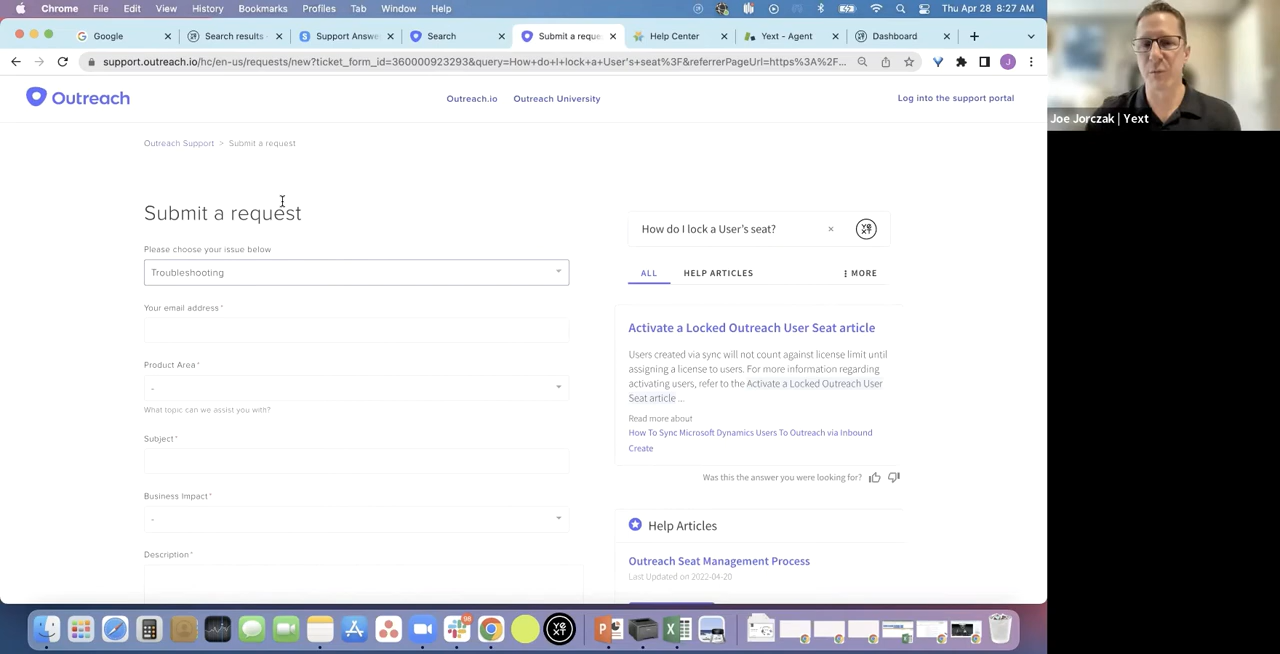 Chrome File Edit View History Bookmarks Profiles Tab Window Help Thu Apr 28 8:27 AM
Google Search results - Support Answe Search Submit a reque Help Center Yext - Agent Dashboard
support.outreach.io/hc/en-us/requests/new?ticket_form_id=360000923293&query=How+do+I+lock+a+User's+seat%3F&referrerPageUrl=https%3A%2F... J
Outreach
Outreach.io Outreach University
Log into the support portal
Joe Jorczak | Yext
Outreach Support > Submit a request
Submit a request
Please choose your issue below
Troubleshooting
Your email address*
Product Area*
-
What topic can we assist you with?
Subject*
Business Impact*
-
Description*
How do I lock a User's seat? ×
yext
ALL HELP ARTICLES MORE
Activate a Locked Outreach User Seat article
Users created via sync will not count against license limit until
assigning a license to users. For more information regarding
activating users, refer to the Activate a Locked Outreach User
Seat article ...
Read more about
How To Sync Microsoft Dynamics Users To Outreach via Inbound
Create
Was this the answer you were looking for?
Help Articles
Outreach Seat Management Process
Last Updated on 2022-04-20
yext